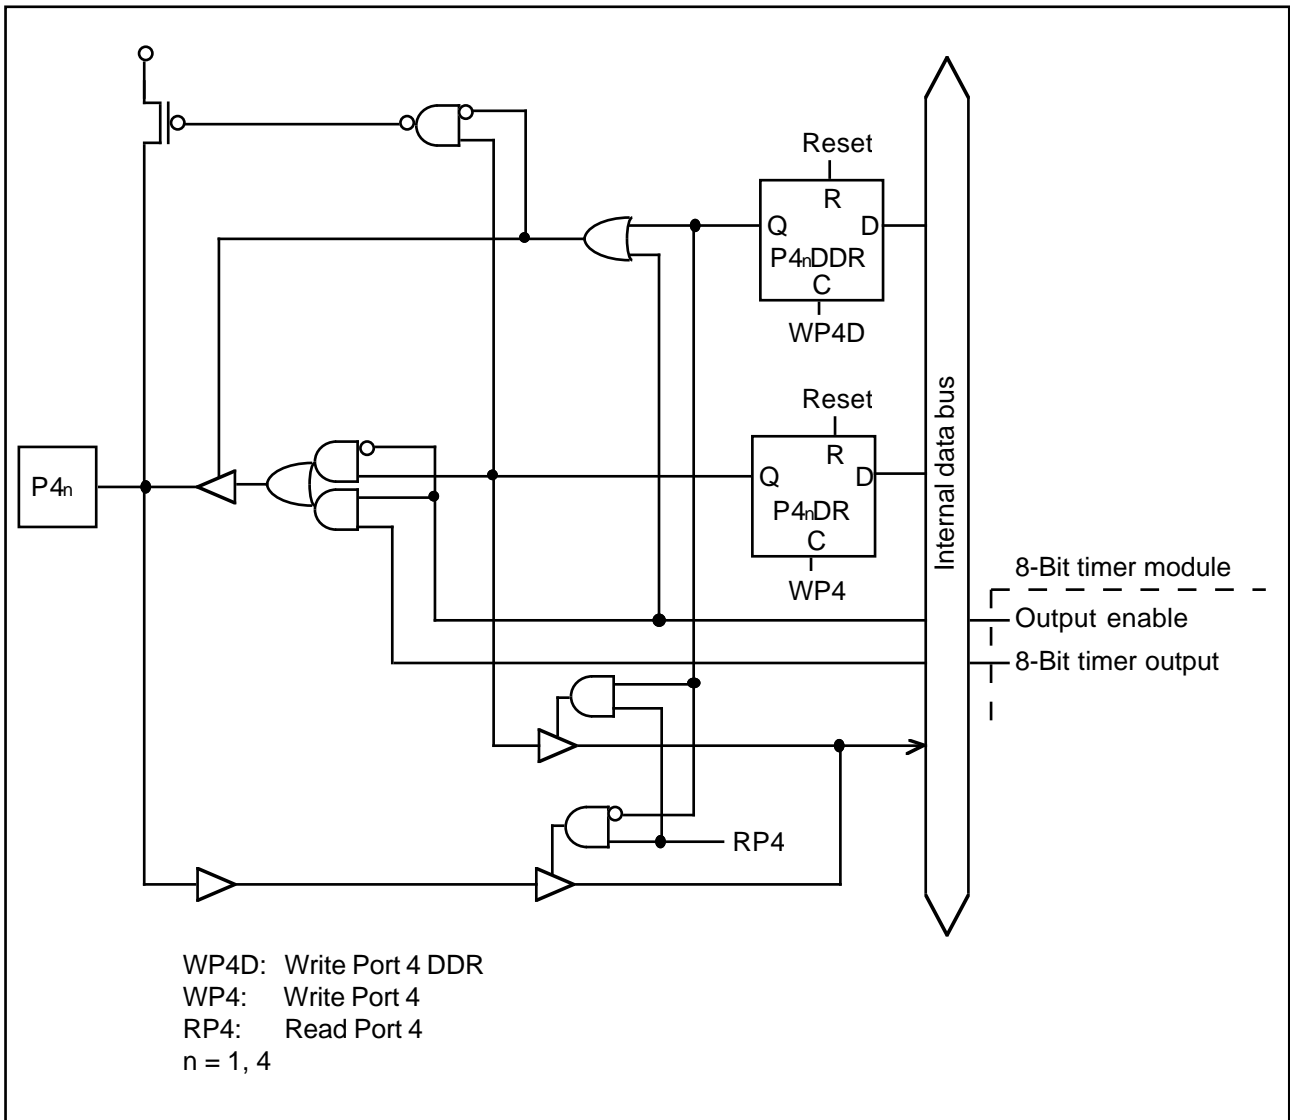 Reset
R
Q D
P4nDDR
C
WP4D
Reset
R
Q D
P4nDR
C
WP4
P4n
Internal data bus
8-Bit timer module
Output enable
8-Bit timer output
RP4
WP4D: Write Port 4 DDR
WP4: Write Port 4
RP4: Read Port 4
n = 1, 4